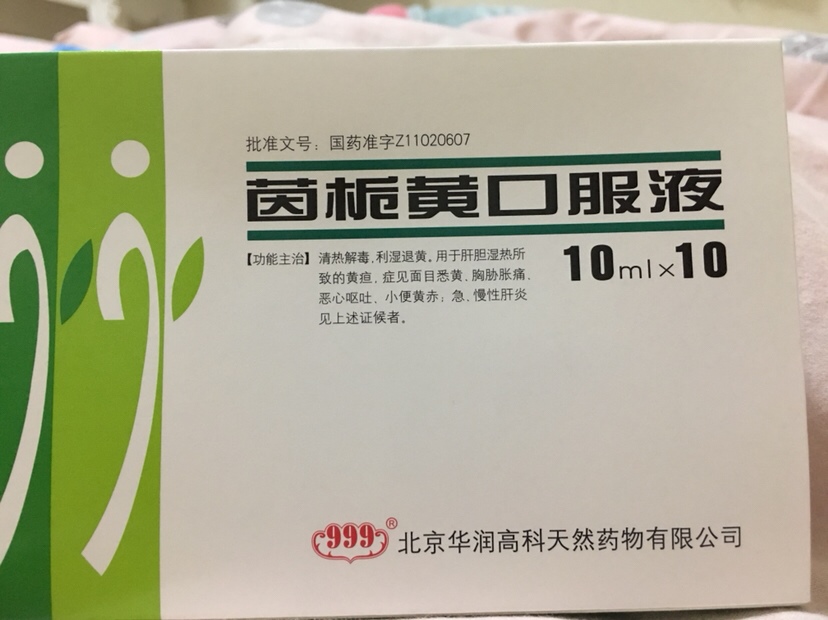 批准文号：国药准字Z11020607
茵栀黄口服液
【功能主治】清热解毒，利湿退黄。用于肝胆湿热所
致的黄疸，症见面目悉黄、胸胁胀痛、
恶心呕吐、小便黄赤；急、慢性肝炎
见上述证候者。
10ml×10
999®
北京华润高科天然药物有限公司